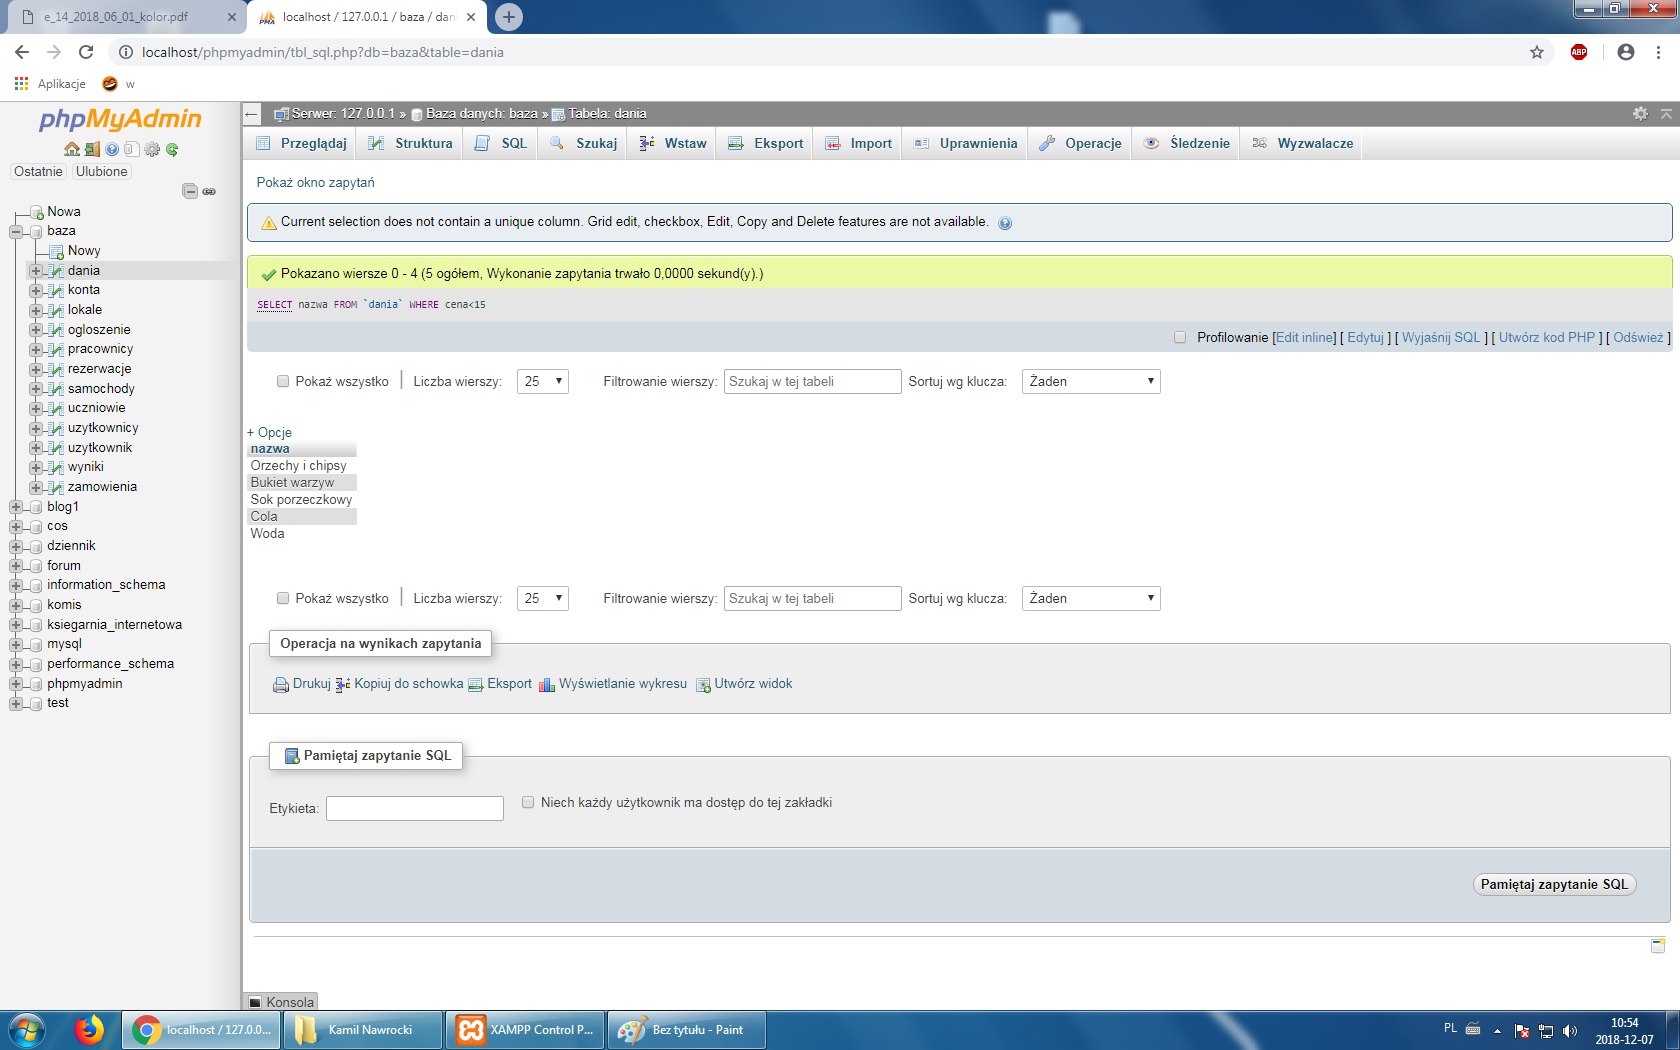 e_14_2018_06_01_kolor.pdf
localhost / 127.0.0.1 / baza / dani
localhost/phpmyadmin/tbl_sql.php?db=baza&table=dania
ABP
Aplikacje
w
phpMyAdmin
Ostatnie
Ulubione
Nowa
baza
Nowy
dania
konta
lokale
ogloszenie
pracownicy
rezerwacje
samochody
uczniowie
uzytkownicy
uzytkownik
wyniki
zamowienia
blog1
cos
dziennik
forum
information_schema
komis
ksiegarnia_internetowa
mysql
performance_schema
phpmyadmin
test
Serwer: 127.0.0.1 » Baza danych: baza » Tabela: dania
Przeglądaj
Struktura
SQL
Szukaj
Wstaw
Eksport
Import
Uprawnienia
Operacje
Śledzenie
Wyzwalacze
Pokaż okno zapytań
Current selection does not contain a unique column. Grid edit, checkbox, Edit, Copy and Delete features are not available.
Pokazano wiersze 0 - 4 (5 ogółem, Wykonanie zapytania trwało 0,0000 sekund(y).)
SELECT nazwa FROM `dania` WHERE cena<15
Profilowanie [Edit inline] [ Edytuj ] [ Wyjaśnij SQL ] [ Utwórz kod PHP ] [ Odśwież ]
Pokaż wszystko | Liczba wierszy: 25 Filtrowanie wierszy: Szukaj w tej tabeli Sortuj wg klucza: Żaden
+ Opcje
nazwa
Orzechy i chipsy
Bukiet warzyw
Sok porzeczkowy
Cola
Woda
Pokaż wszystko | Liczba wierszy: 25 Filtrowanie wierszy: Szukaj w tej tabeli Sortuj wg klucza: Żaden
Operacja na wynikach zapytania
Drukuj Kopiuj do schowka Eksport Wyświetlanie wykresu Utwórz widok
Pamiętaj zapytanie SQL
Etykieta: Niech każdy użytkownik ma dostęp do tej zakładki
Pamiętaj zapytanie SQL
Konsola
localhost / 127.0.0...
Kamil Nawrocki
XAMPP Control P...
Bez tytułu - Paint
PL
10:54
2018-12-07